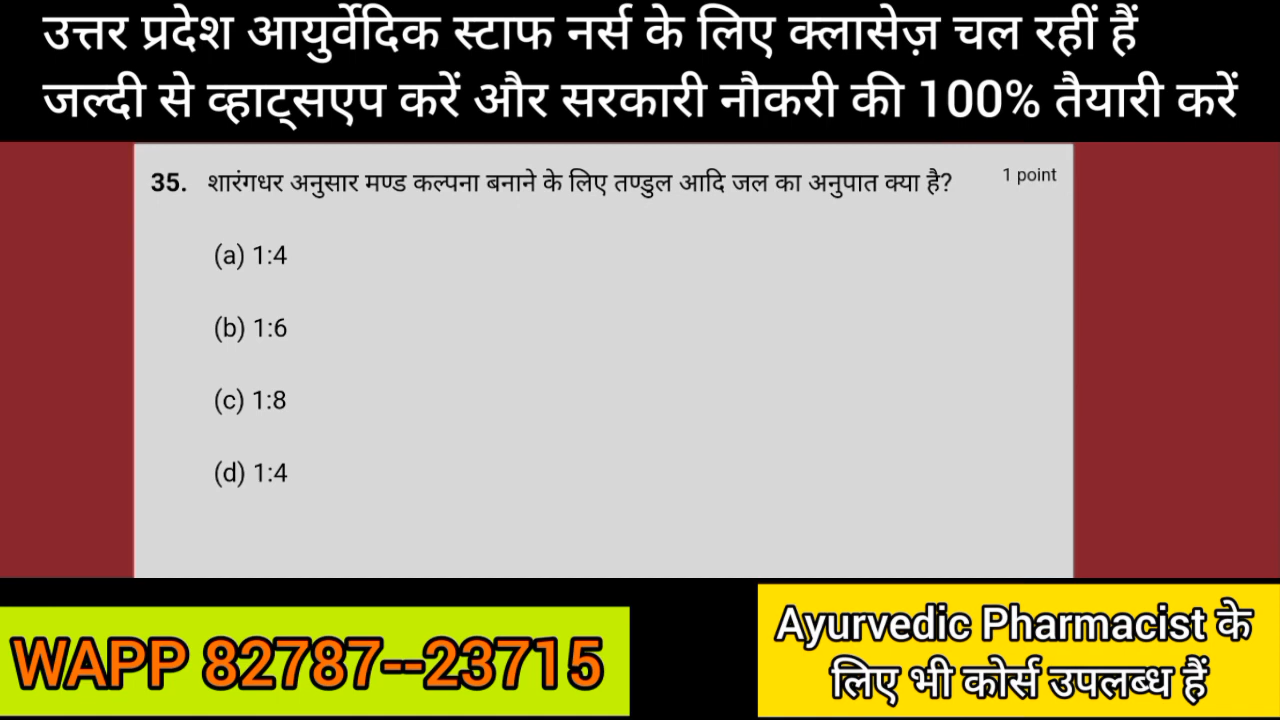 उत्तर प्रदेश आयुर्वेदिक स्टाफ नर्स के लिए क्लासेज़ चल रहीं हैं
जल्दी से व्हाट्सएप करें और सरकारी नौकरी की 100% तैयारी करें
35. शारंगधर अनुसार मण्ड कल्पना बनाने के लिए तण्डुल आदि जल का अनुपात क्या है? 1 point
(a) 1:4
(b) 1:6
(c) 1:8
(d) 1:4
WAPP 82787--23715
Ayurvedic Pharmacist के
लिए भी कोर्स उपलब्ध हैं